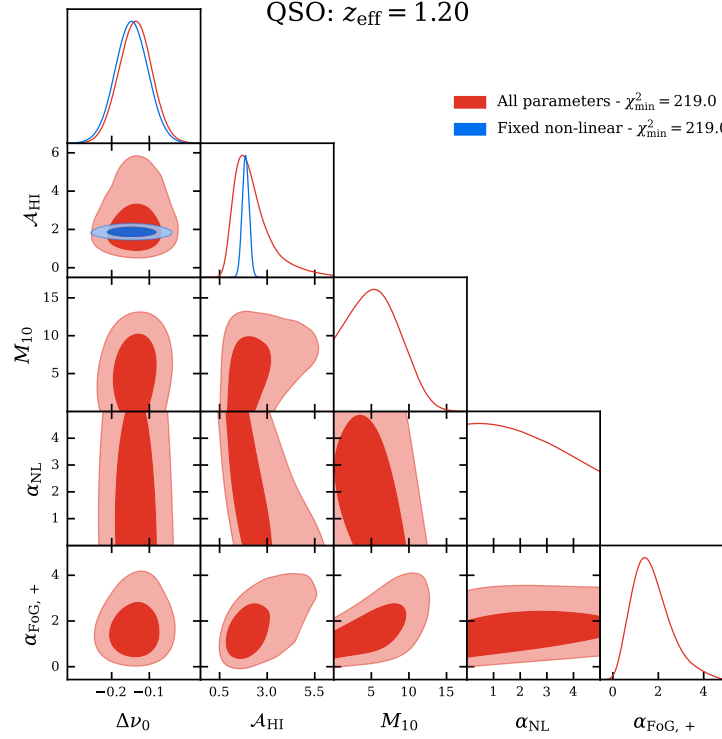 QSO: z_eff = 1.20
All parameters - χ²_min = 219.0
Fixed non-linear - χ²_min = 219.0
6
4
2
0
𝒜_HI
15
10
5
M_10
4
3
2
1
α_NL
4
2
0
α_FoG, +
−0.2 −0.1 0.5 3.0 5.5 5 10 15 1 2 3 4 0 2 4
Δν_0 𝒜_HI M_10 α_NL α_FoG, +